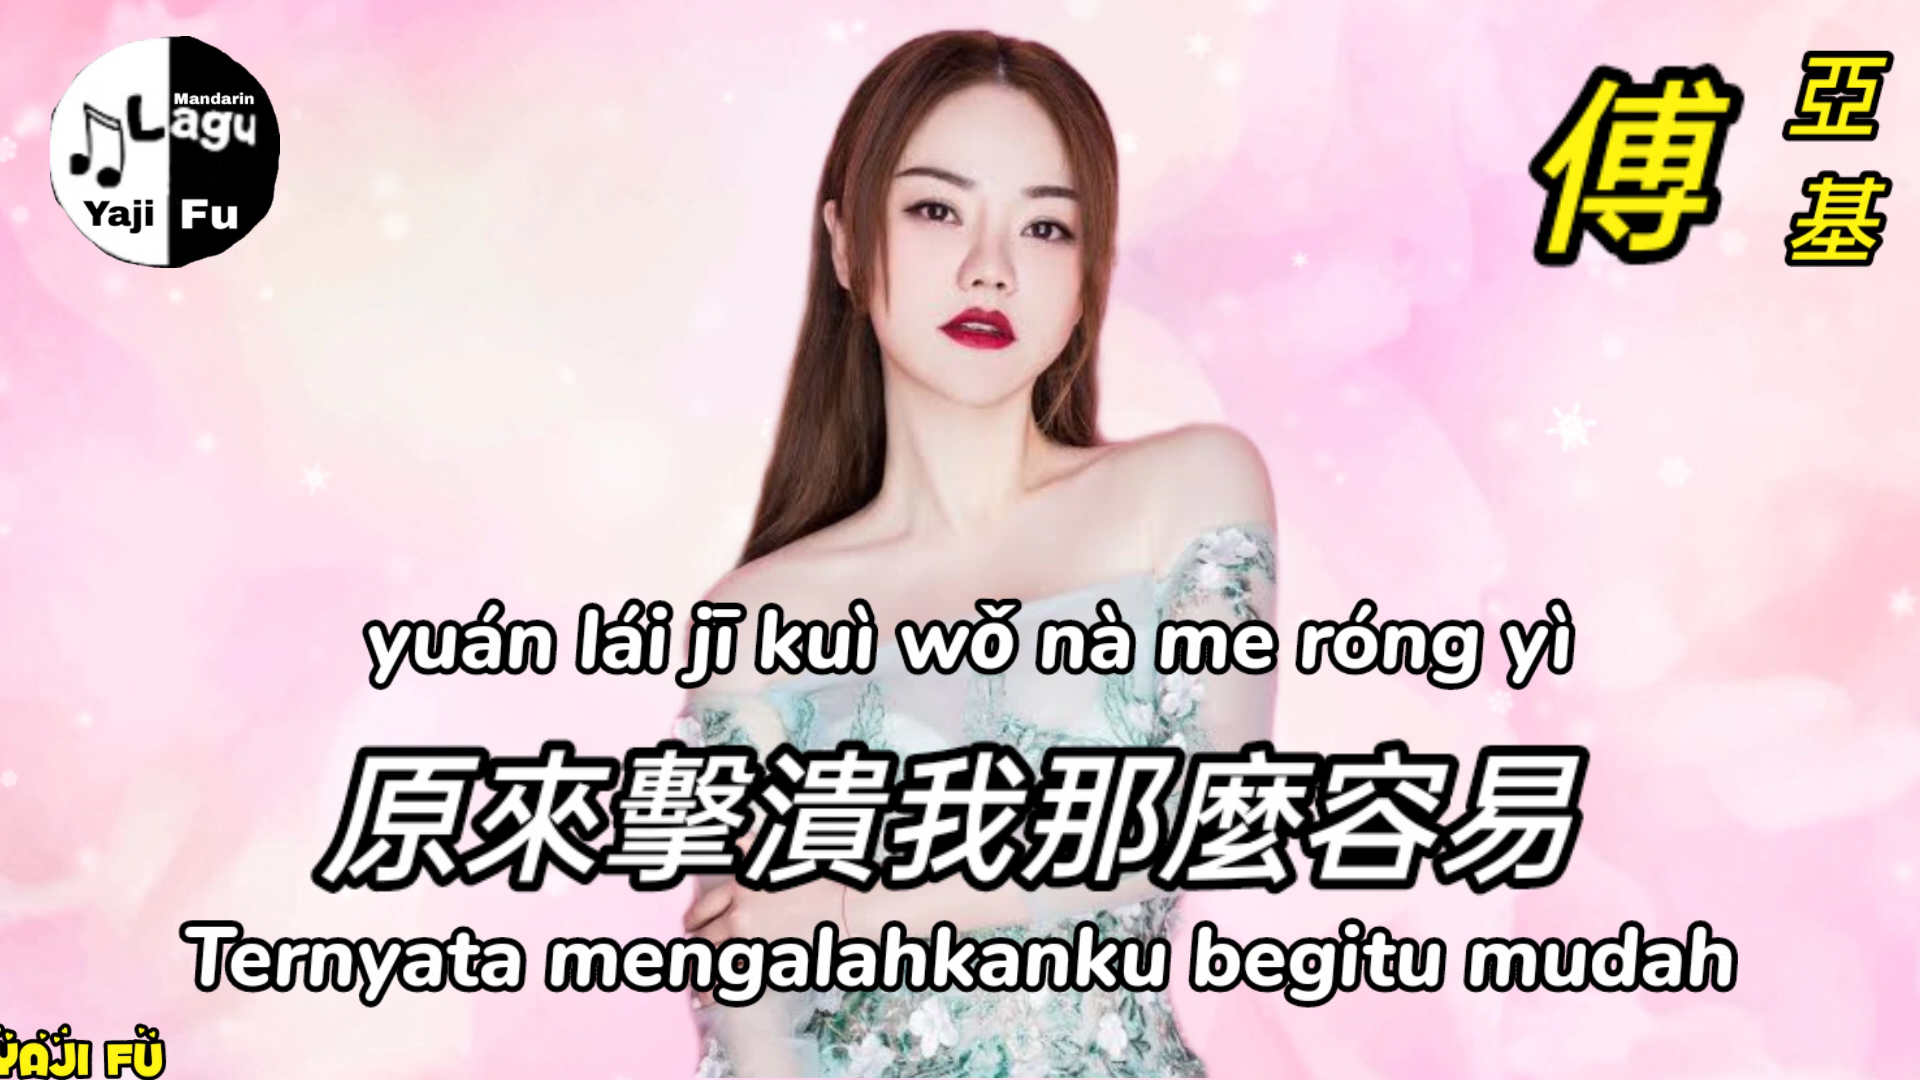 Mandarin
Lagu
Yaji Fu
傅
亞
基
yuán lái jī kuì wǒ nà me róng yì
原來擊潰我那麼容易
Ternyata mengalahkanku begitu mudah
YAJI FU